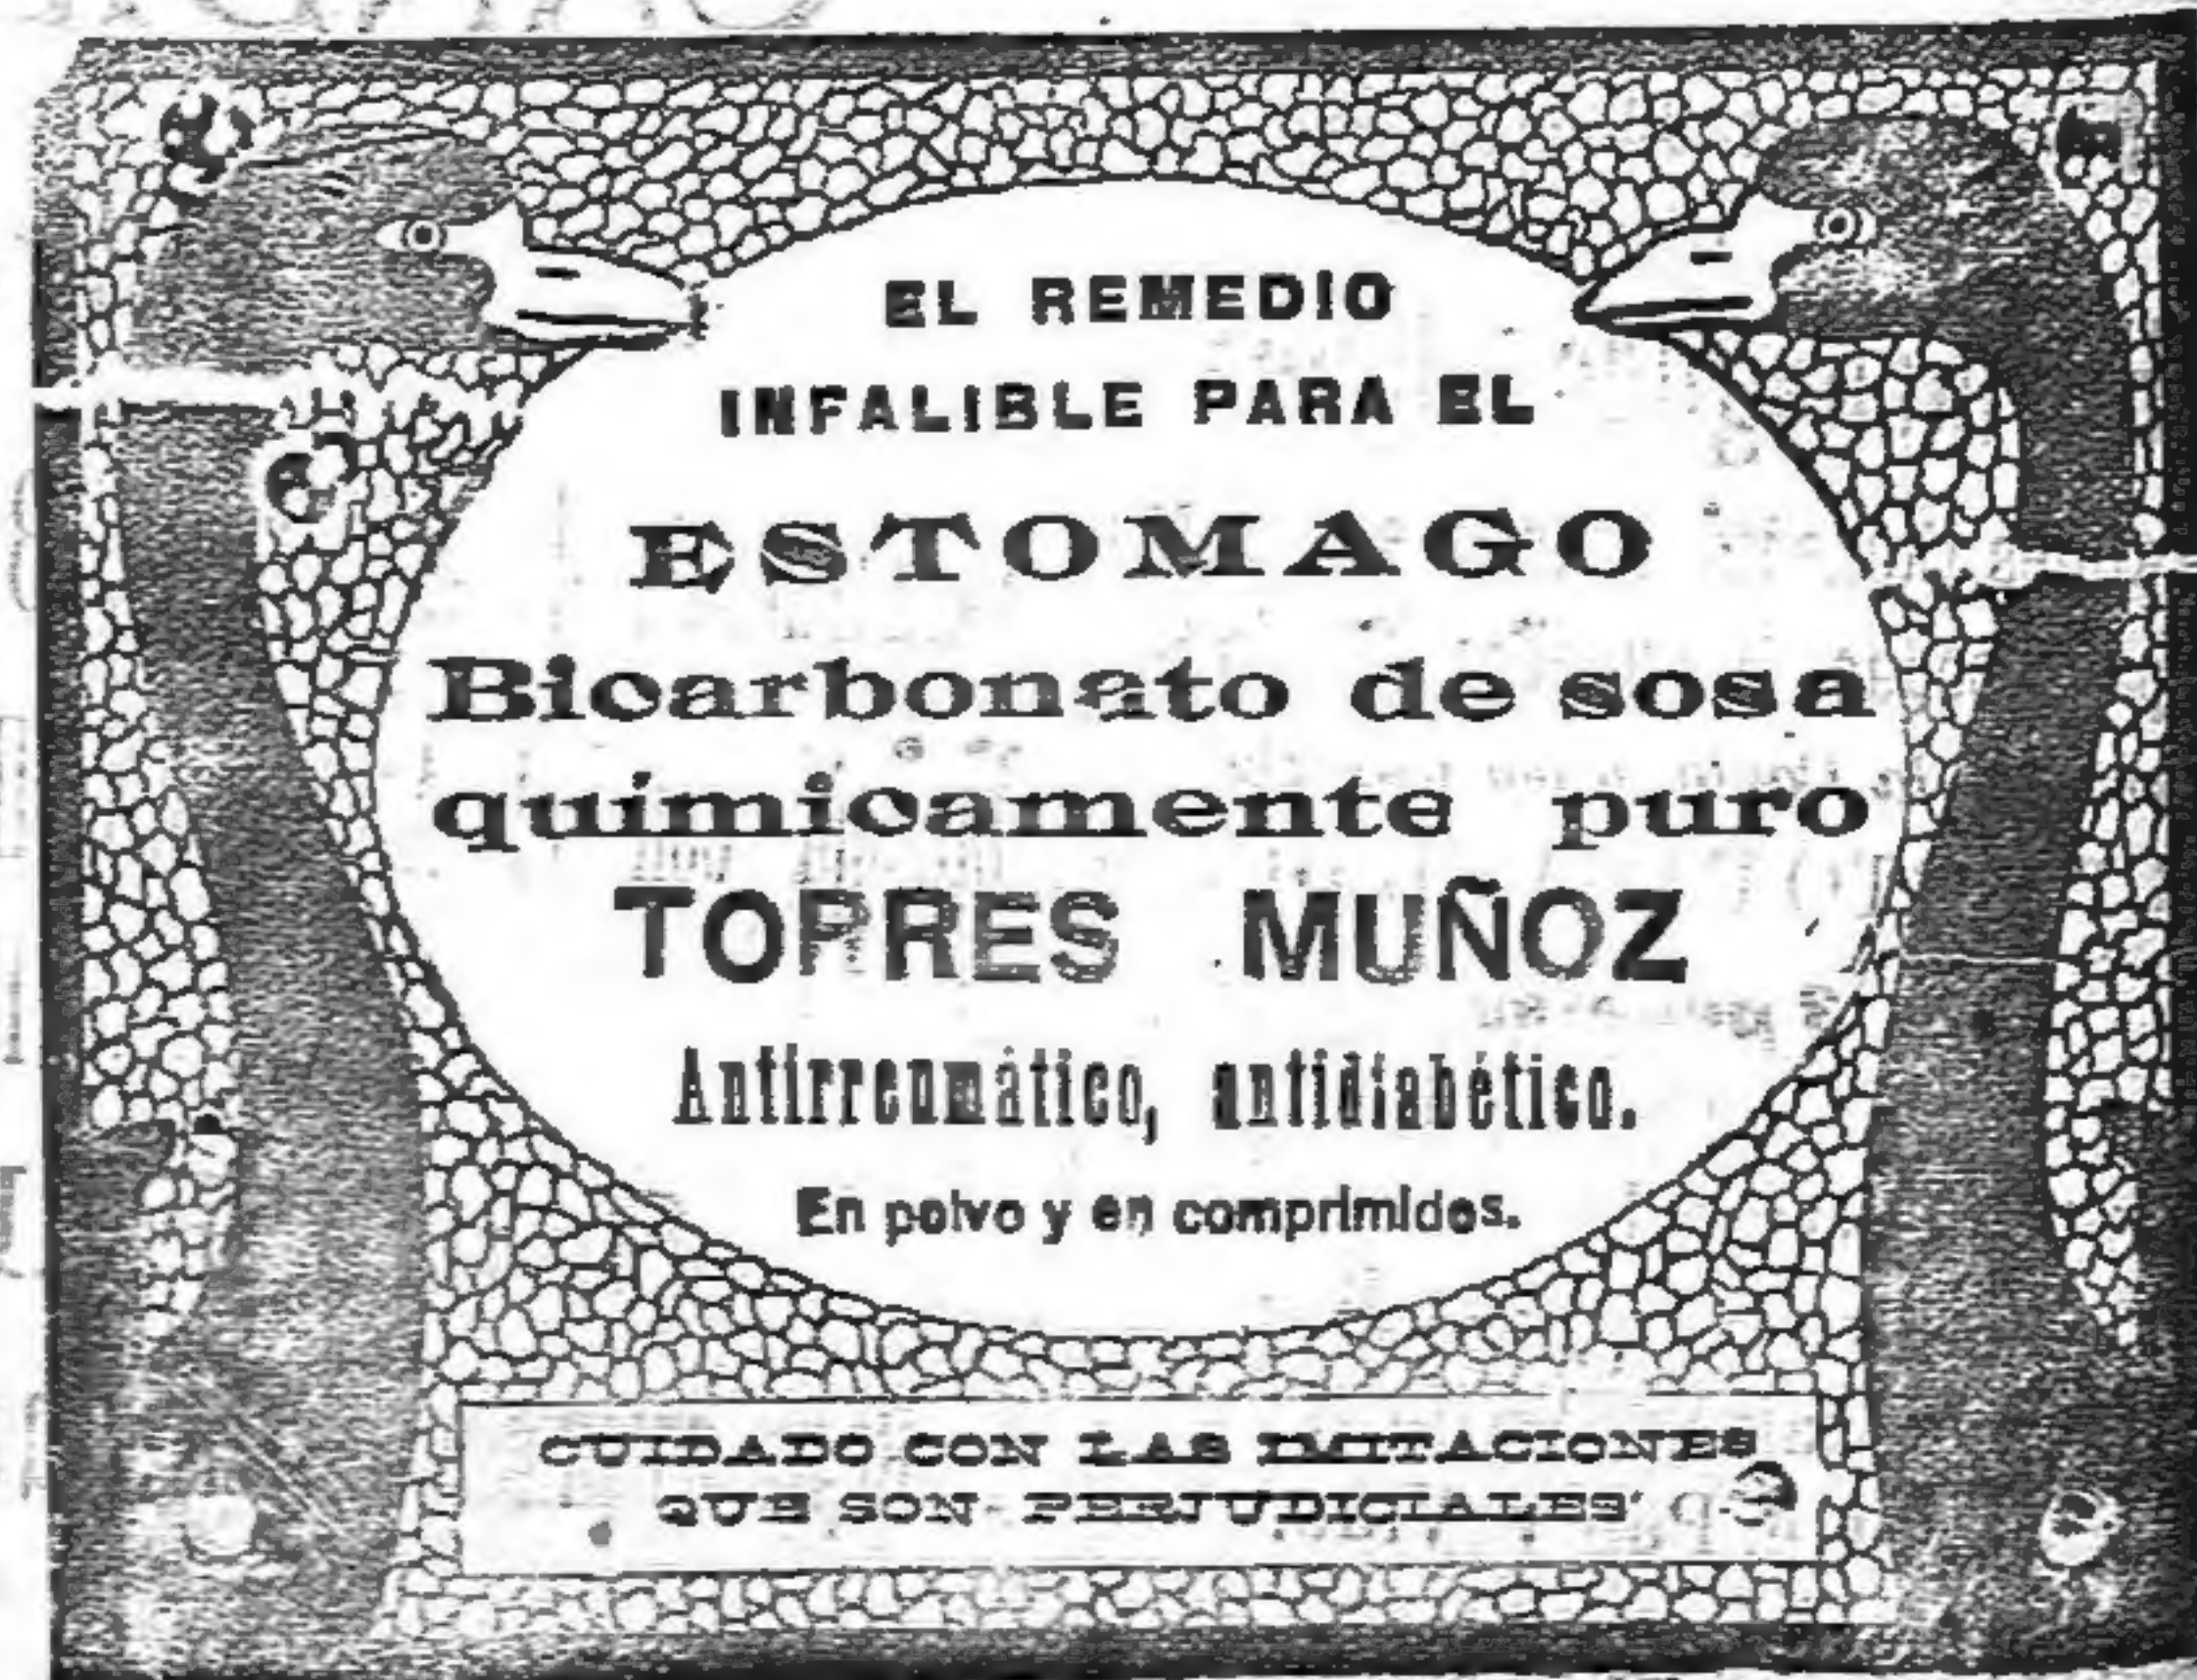 EL REMEDIO
INFALIBLE PARA EL
ESTOMAGO
Bicarbonato de sosa
químicamente puro
TORRES MUÑOZ
Antirreumático, antidiabético.
En polvo y en comprimidos.
CUIDADO CON LAS IMITACIONES
QUE SON PERJUDICIALES